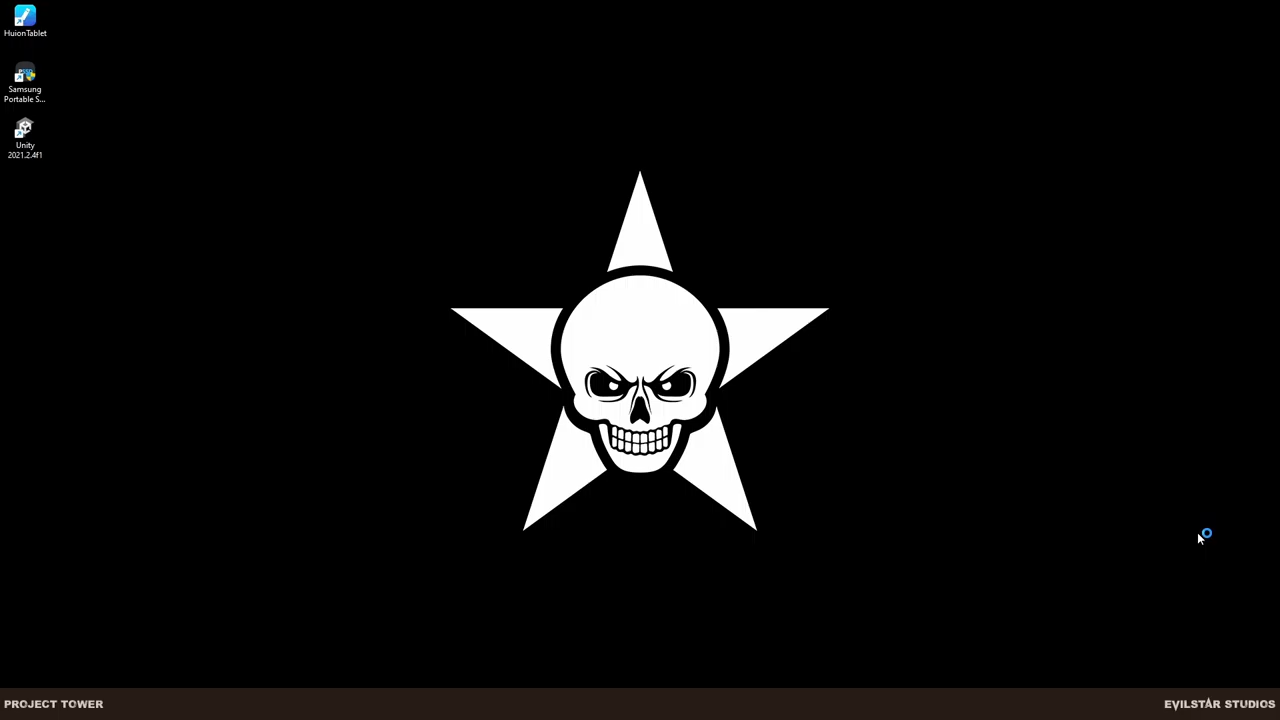 HuionTablet
Samsung
Portable S...
Unity
2021.2.4f1
PROJECT TOWER
EVILSTAR STUDIOS